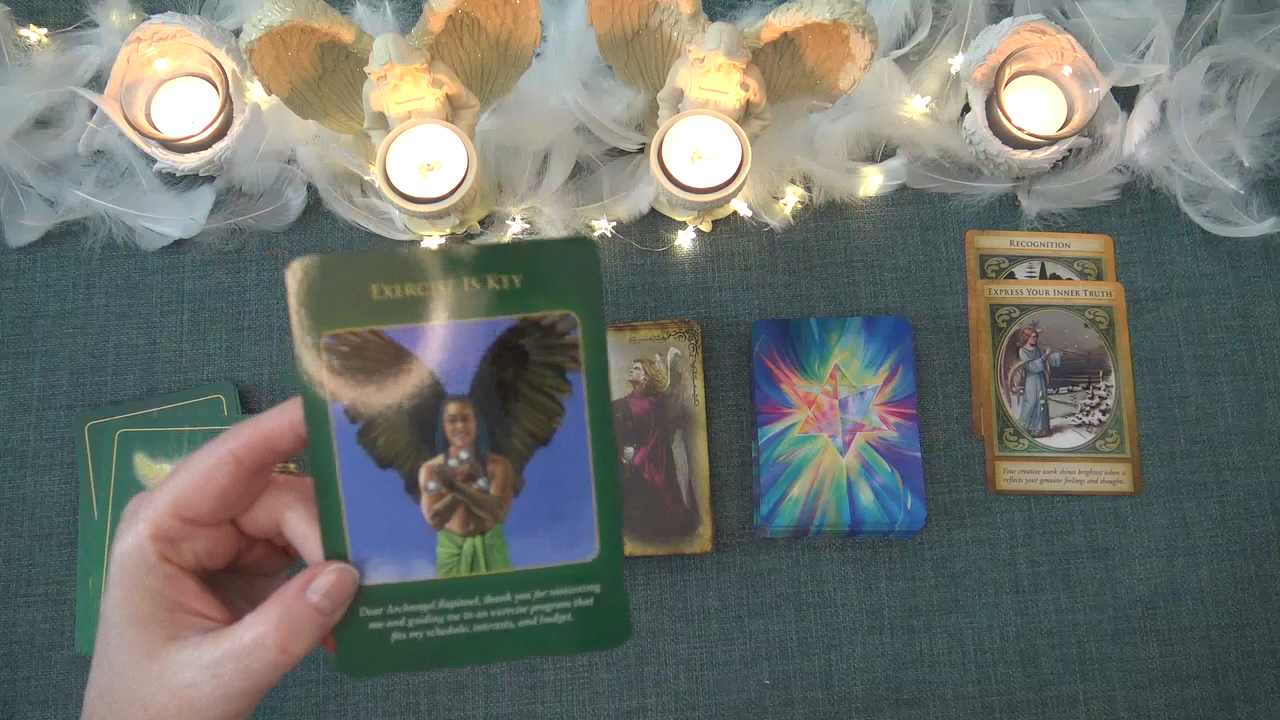 EXERCISE IS KEY
Dear Archangel Raphael, thank you for motivating
me and guiding me to an exercise program that
fits my schedule, interests, and budget.
RECOGNITION
EXPRESS YOUR INNER TRUTH
Your creative work shines brightest when it
reflects your genuine feelings and thoughts.